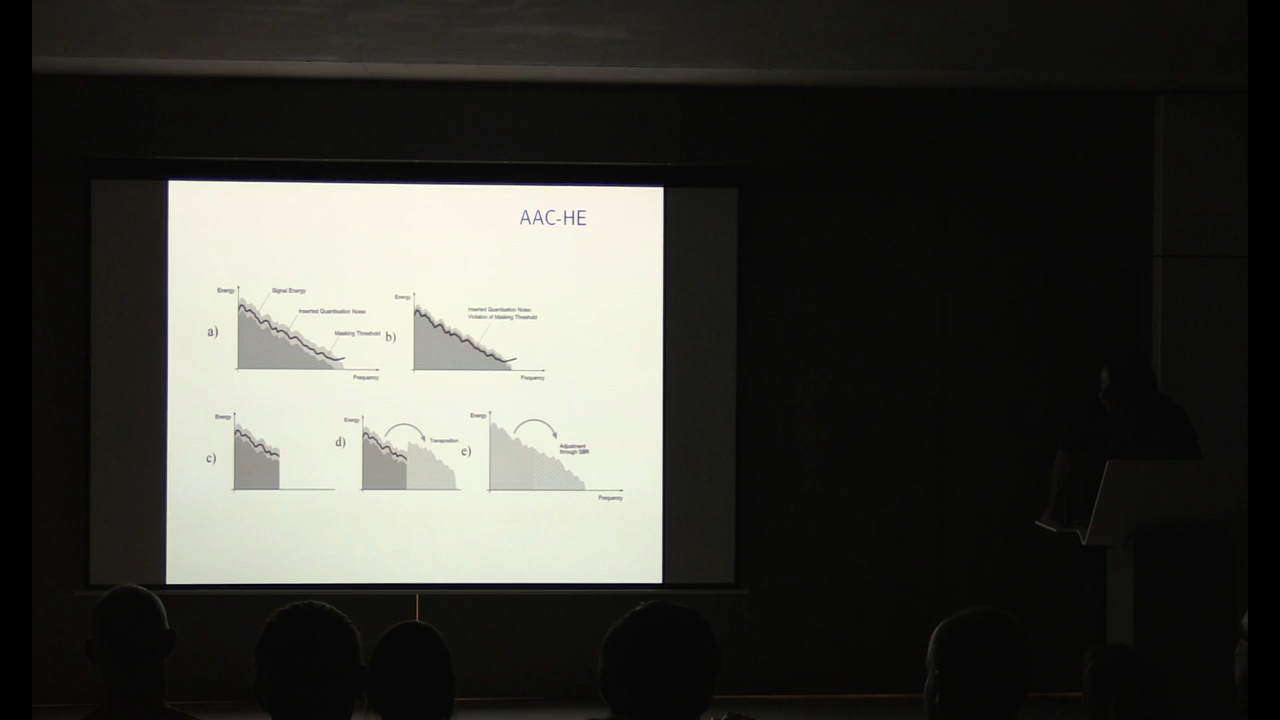 AAC-HE
Energy
Signal Energy
Inserted Quantisation Noise
Masking Threshold
a)
Frequency
Energy
Inserted Quantisation Noise
Violation of Masking Threshold
b)
Frequency
Energy
c)
Energy
d)
Transposition
Energy
e)
Adjustment
through SBR
Frequency